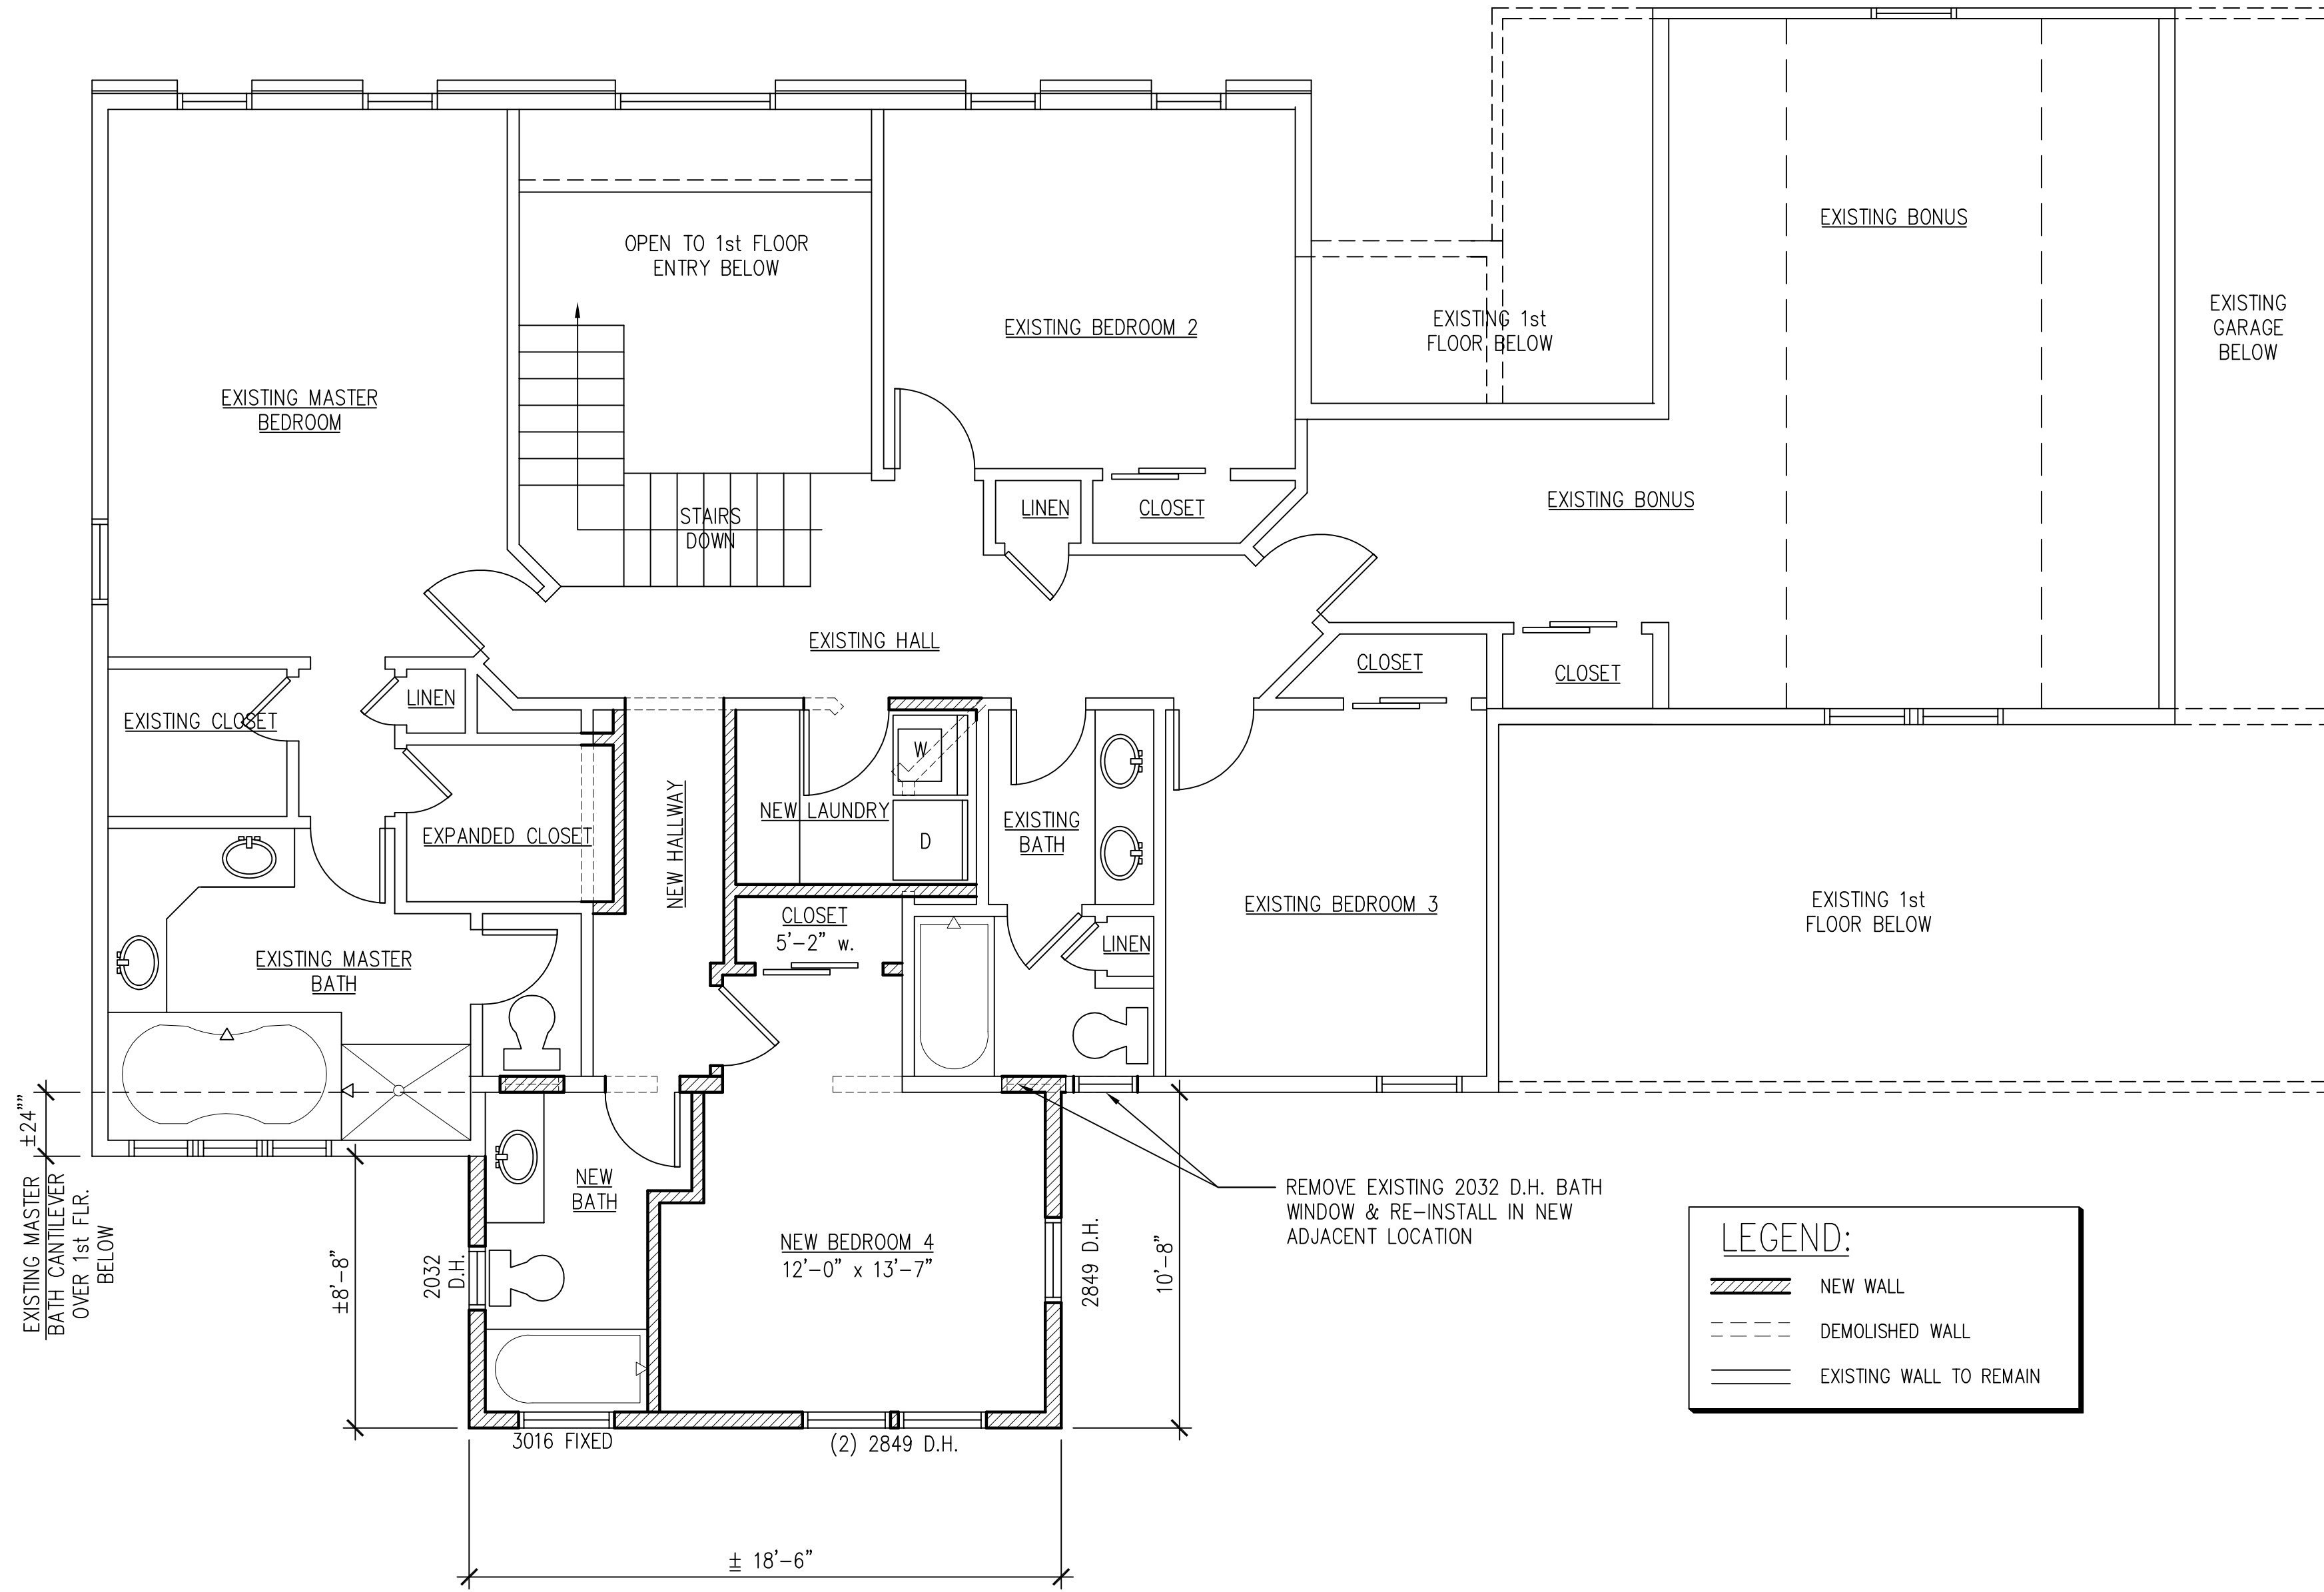 EXISTING BONUS
OPEN TO 1st FLOOR
ENTRY BELOW
EXISTING BEDROOM 2
EXISTING 1st
FLOOR BELOW
EXISTING
GARAGE
BELOW
EXISTING MASTER
BEDROOM
STAIRS
DOWN
LINEN
CLOSET
EXISTING BONUS
EXISTING HALL
CLOSET
CLOSET
LINEN
EXISTING CLOSET
W
NEW HALLWAY
NEW LAUNDRY
D
EXISTING
BATH
EXPANDED CLOSET
CLOSET
5'-2" w.
EXISTING BEDROOM 3
EXISTING 1st
FLOOR BELOW
LINEN
EXISTING MASTER
BATH
±24""
EXISTING MASTER
BATH CANTILEVER
OVER 1st FLR.
BELOW
±8'-8"
2032
D.H.
NEW
BATH
NEW BEDROOM 4
12'-0" x 13'-7"
2849 D.H.
10'-8"
REMOVE EXISTING 2032 D.H. BATH
WINDOW & RE-INSTALL IN NEW
ADJACENT LOCATION
LEGEND:
NEW WALL
DEMOLISHED WALL
EXISTING WALL TO REMAIN
3016 FIXED
(2) 2849 D.H.
± 18'-6"